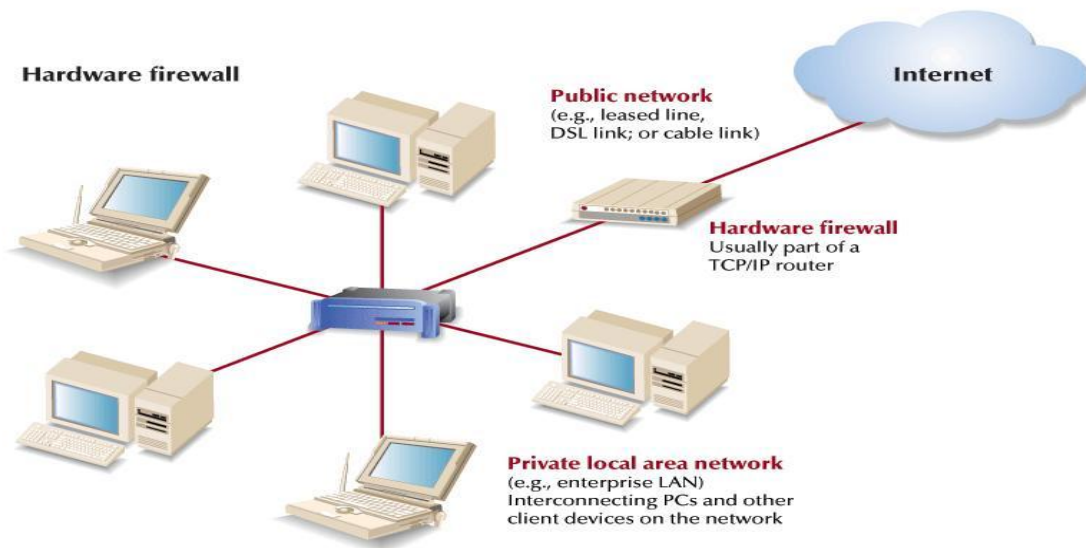 Hardware firewall
Internet
Public network
(e.g., leased line,
DSL link; or cable link)
Hardware firewall
Usually part of a
TCP/IP router
Private local area network
(e.g., enterprise LAN)
Interconnecting PCs and other
client devices on the network